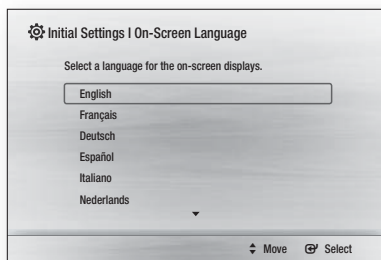 Initial Settings I On-Screen Language
Select a language for the on-screen displays.
English
Français
Deutsch
Español
Italiano
Nederlands
Move Select